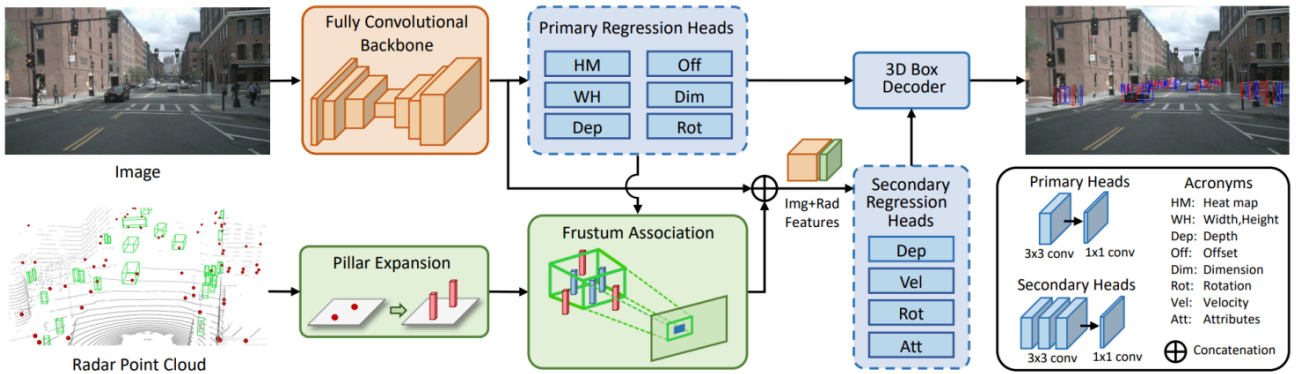 Image
Radar Point Cloud
Fully Convolutional
Backbone
Pillar Expansion
Primary Regression Heads
HM
Off
WH
Dim
Dep
Rot
Frustum Association
Img+Rad
Features
3D Box
Decoder
Secondary
Regression
Heads
Dep
Vel
Rot
Att
Primary Heads
3x3 conv
1x1 conv
Secondary Heads
3x3 conv
1x1 conv
Acronyms
HM: Heat map
WH: Width,Height
Dep: Depth
Off: Offset
Dim: Dimension
Rot: Rotation
Vel: Velocity
Att: Attributes
Concatenation